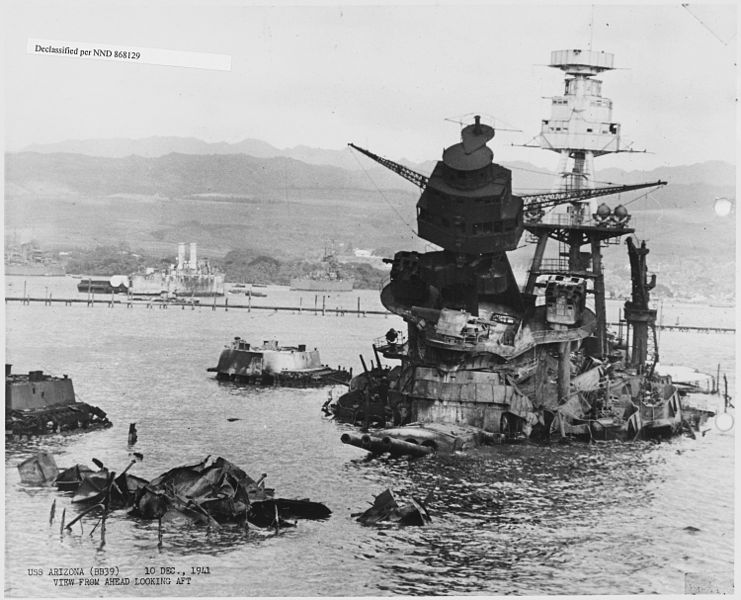 Declassified per NND 868129
USS ARIZONA (BB39) 10 DEC., 1941
VIEW FROM AHEAD LOOKING AFT